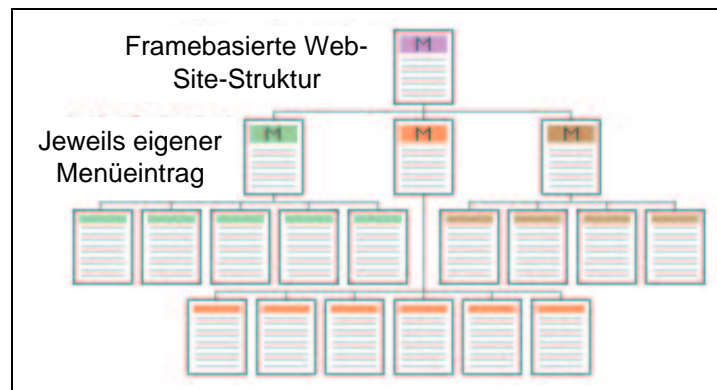 Framebasierte Web-
Site-Struktur
M
Jeweils eigener
Menüeintrag
M
M
M